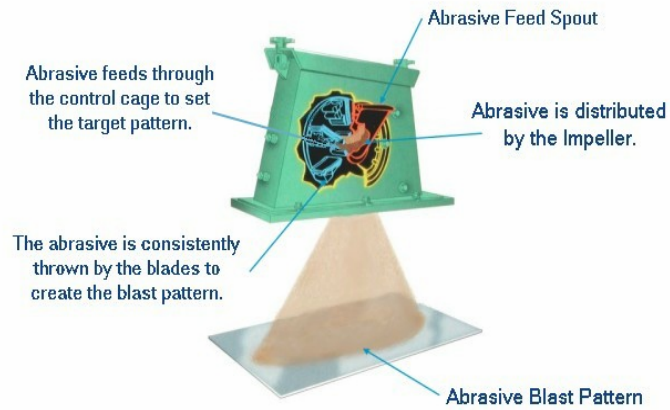 Abrasive Feed Spout
Abrasive feeds through
the control cage to set
the target pattern.
Abrasive is distributed
by the Impeller.
The abrasive is consistently
thrown by the blades to
create the blast pattern.
Abrasive Blast Pattern